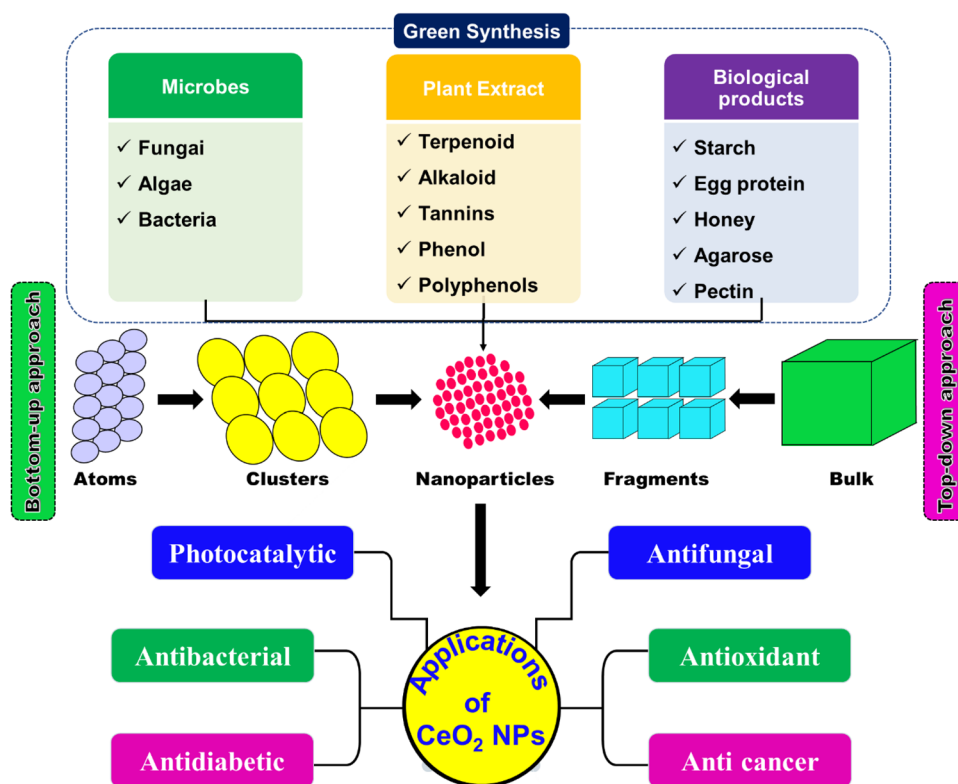 Green Synthesis
Microbes
✓ Fungai
✓ Algae
✓ Bacteria
Plant Extract
✓ Terpenoid
✓ Alkaloid
✓ Tannins
✓ Phenol
✓ Polyphenols
Biological
products
✓ Starch
✓ Egg protein
✓ Honey
✓ Agarose
✓ Pectin
Bottom-up approach
Top-down approach
Atoms
Clusters
Nanoparticles
Fragments
Bulk
Photocatalytic
Antifungal
Antibacterial
Antioxidant
Antidiabetic
Anti cancer
Applications
of
CeO₂ NPs